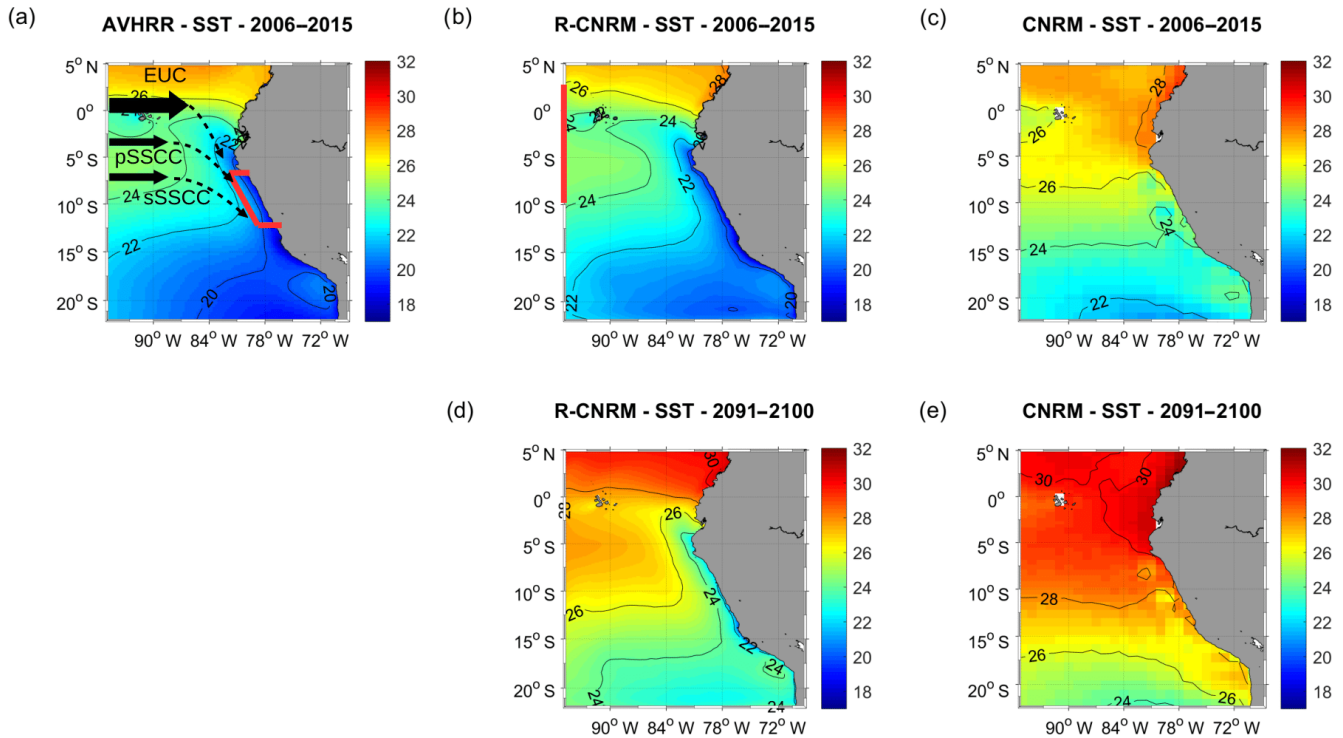 (a)
AVHRR - SST - 2006–2015
5° N
0°
5° S
10° S
15° S
20° S
90° W 84° W 78° W 72° W
EUC
pSSCC
sSSCC
26
24
22
20
20
32
30
28
26
24
22
20
18
(b)
R-CNRM - SST - 2006–2015
5° N
0°
5° S
10° S
15° S
20° S
90° W 84° W 78° W 72° W
26
28
24
24
24
22
22
20
32
30
28
26
24
22
20
18
(c)
CNRM - SST - 2006–2015
5° N
0°
5° S
10° S
15° S
20° S
90° W 84° W 78° W 72° W
28
26
26
24
24
22
32
30
28
26
24
22
20
18
(d)
R-CNRM - SST - 2091–2100
5° N
0°
5° S
10° S
15° S
20° S
90° W 84° W 78° W 72° W
30
26
24
26
22
24
24
24
32
30
28
26
24
22
20
18
(e)
CNRM - SST - 2091–2100
5° N
0°
5° S
10° S
15° S
20° S
90° W 84° W 78° W 72° W
30
30
28
26
26
24
32
30
28
26
24
22
20
18